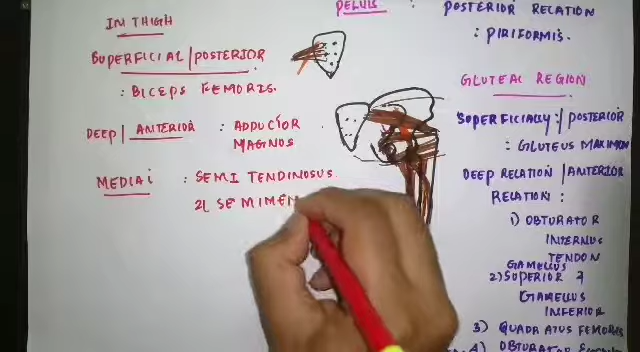 IN THIGH
SUPERFICIAL/POSTERIOR
: BICEPS FEMORIS.
DEEP/ANTERIOR : ADDUCTOR
MAGNUS
MEDIAL : SEMI TENDINOSUS
2L SEMIMEN
PELVIS : POSTERIOR RELATION
: PIRIFORMIS.
GLUTEAL REGION
SUPERFICIALLY:/POSTERIOR
: GLUTEUS MAXIMUS
DEEP RELATION/ANTERIOR
RELATION :
1) OBTURATOR
INTERNUS
TENDON
GAMELLUS
2) SUPERIOR &
GAMELLUS
INFERIOR
3) QUADRATUS FEMORIS
4) OBTURATOR